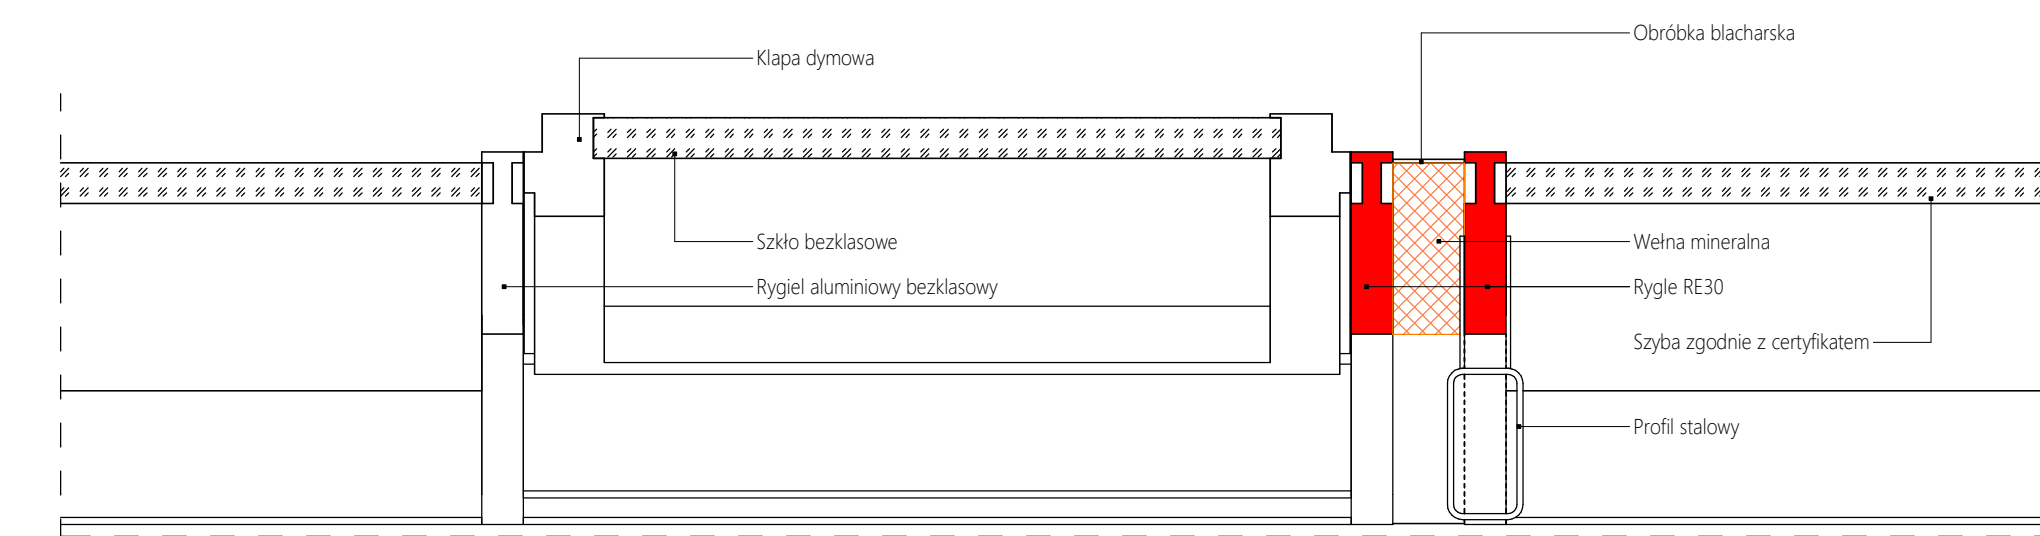 Obróbka blacharska
Klapa dymowa
Szkło bezklasowe
Wełna mineralna
Rygiel aluminiowy bezklasowy
Rygle RE30
Szyba zgodnie z certyfikatem
Profil stalowy